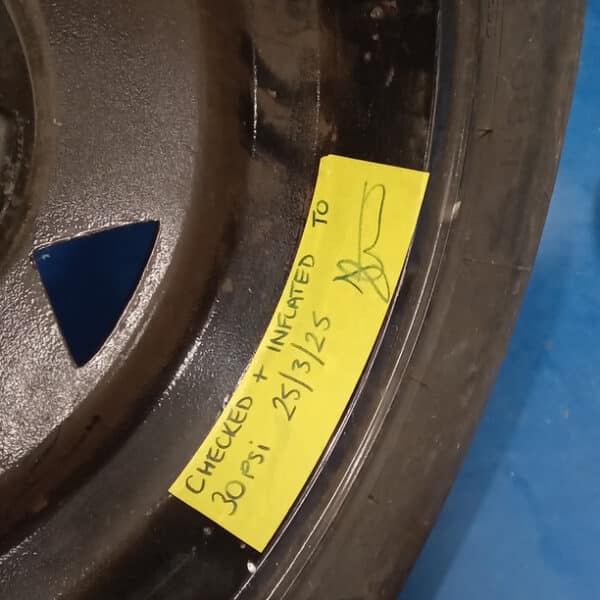 CHECKED + INFLATED TO
30 PSI 25/3/25